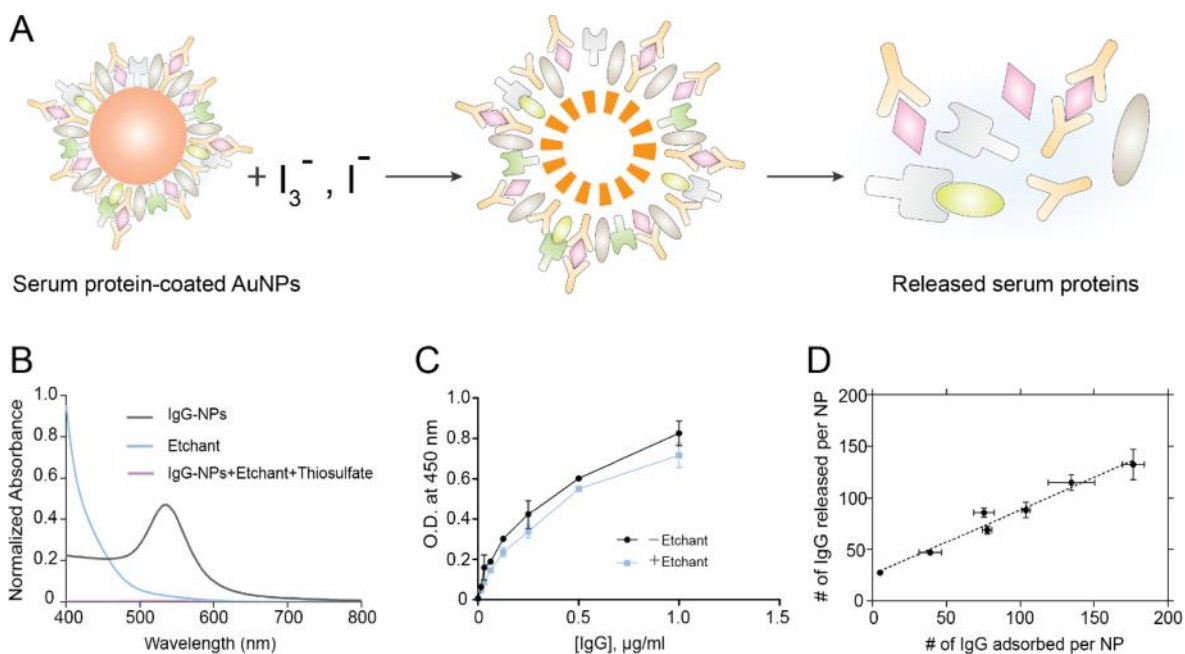 A
+ I3- , I-
Serum protein-coated AuNPs
Released serum proteins
B
Normalized Absorbance
1.0
0.8
0.6
0.4
0.2
0
400
500
600
700
800
Wavelength (nm)
IgG-NPs
Etchant
IgG-NPs+Etchant+Thiosulfate
C
O.D. at 450 nm
1.0
0.8
0.6
0.4
0.2
0
0
0.5
1.0
1.5
[IgG], µg/ml
−Etchant
+Etchant
D
# of IgG released per NP
200
150
100
50
0
0
50
100
150
200
# of IgG adsorbed per NP